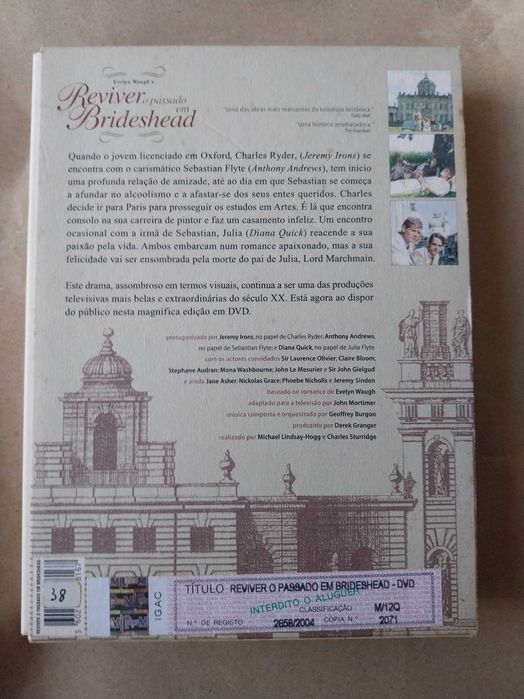 Evelyn Waugh's
Reviver o passado
em
Brideshead
"Uma das obras mais marcantes da televisão britânica."
Daily Mail
"Uma história arrebatadora."
The Guardian
Quando o jovem licenciado em Oxford, Charles Ryder, (Jeremy Irons) se
encontra com o carismático Sebastian Flyte (Anthony Andrews), tem início
uma profunda relação de amizade, até ao dia em que Sebastian se começa
a afundar no alcoolismo e a afastar-se dos seus entes queridos. Charles
decide ir para Paris para prosseguir os estudos em Artes. É lá que encontra
consolo na sua carreira de pintor e faz um casamento infeliz. Um encontro
ocasional com a irmã de Sebastian, Julia (Diana Quick) reacende a sua
paixão pela vida. Ambos embarcam num romance apaixonado, mas a sua
felicidade vai ser ensombrada pela morte do pai de Julia, Lord Marchmain.
Este drama, assombroso em termos visuais, continua a ser uma das produções
televisivas mais belas e extraordinárias do século XX. Está agora ao dispor
do público nesta magnífica edição em DVD.
protagonizado por Jeremy Irons, no papel de Charles Ryder; Anthony Andrews,
no papel de Sebastian Flyte; e Diana Quick, no papel de Julia Flyte
com os actores convidados Sir Laurence Olivier; Claire Bloom;
Stephane Audran; Mona Washbourne; John Le Mesurier e Sir John Gielgud
e ainda Jane Asher; Nickolas Grace; Phoebe Nicholls e Jeremy Sinden
baseado no romance de Evelyn Waugh
adaptado para a televisão por John Mortimer
música composta e orquestrada por Geoffrey Burgon
produzido por Derek Granger
realizado por Michael Lindsay-Hogg e Charles Sturridge
REVIVER O PASSADO EM BRIDESHEAD
38
IGAC
TÍTULO REVIVER O PASSADO EM BRIDESHEAD - DVD
INTERDITO O ALUGUER
CLASSIFICAÇÃO M/12Q
N.º DE REGISTO 2658/2004 CÓPIA N.º 2071